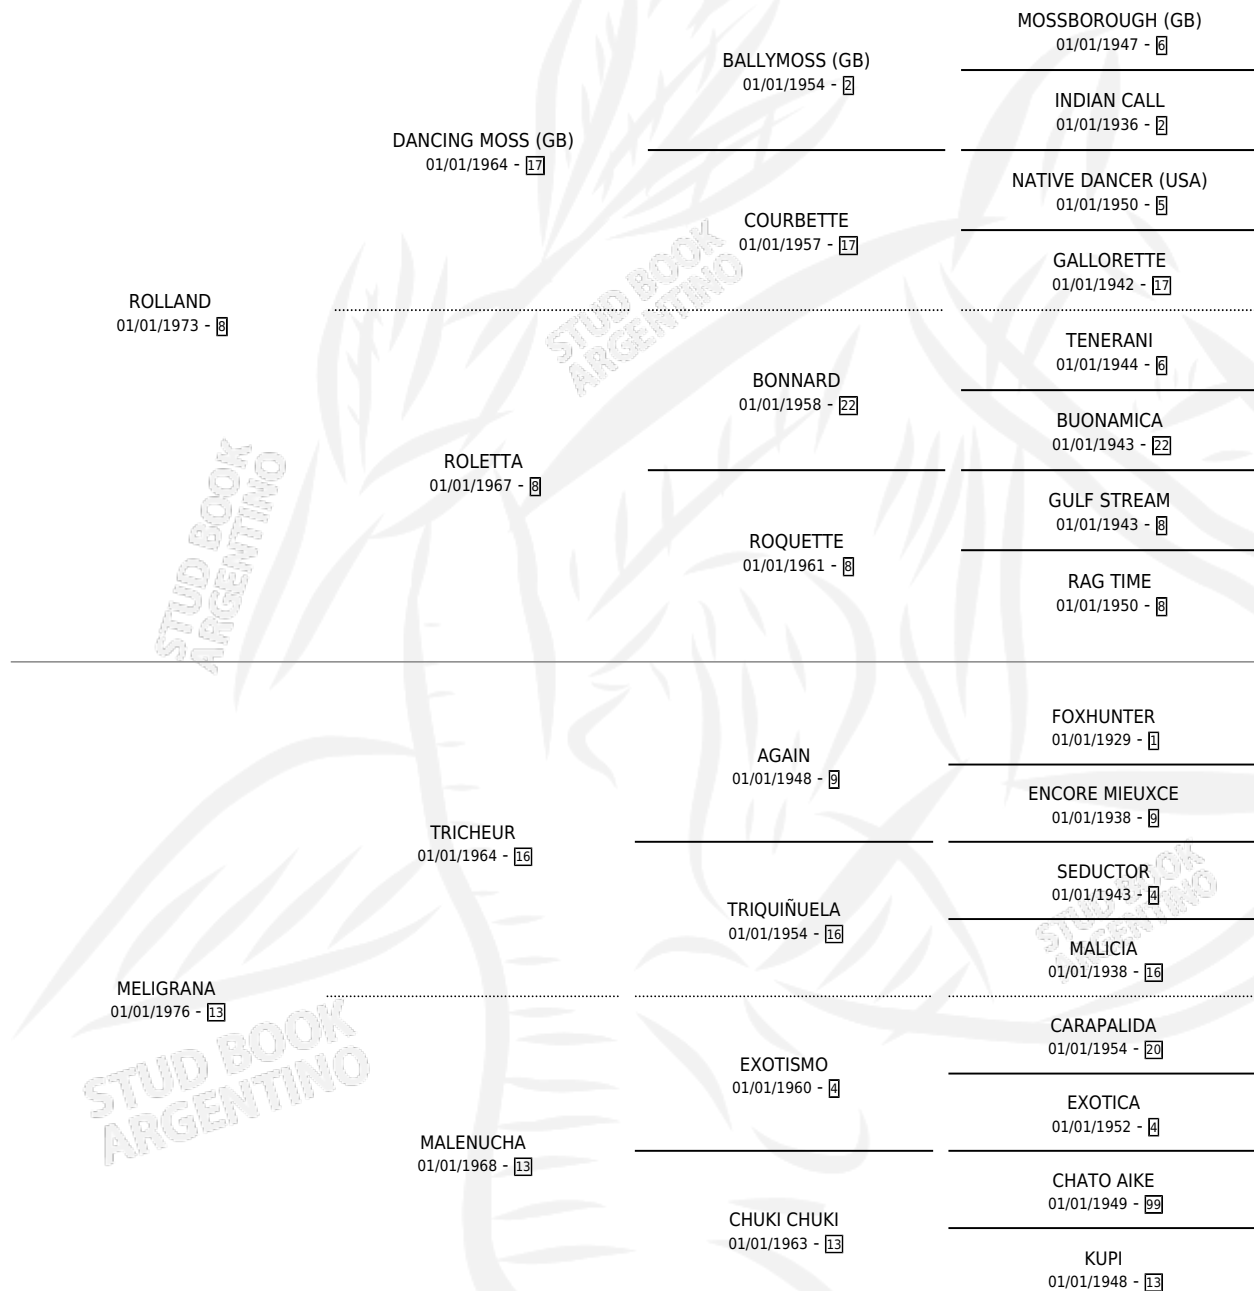 MOSSBOROUGH (GB)
01/01/1947 - 6
BALLYMOSS (GB)
01/01/1954 - 2
INDIAN CALL
01/01/1936 - 2
DANCING MOSS (GB)
01/01/1964 - 17
NATIVE DANCER (USA)
01/01/1950 - 5
COURBETTE
01/01/1957 - 17
GALLORETTE
01/01/1942 - 17
ROLLAND
01/01/1973 - 8
TENERANI
01/01/1944 - 6
BONNARD
01/01/1958 - 22
BUONAMICA
01/01/1943 - 22
ROLETTA
01/01/1967 - 8
GULF STREAM
01/01/1943 - 8
ROQUETTE
01/01/1961 - 8
RAG TIME
01/01/1950 - 8
FOXHUNTER
01/01/1929 - 1
AGAIN
01/01/1948 - 9
ENCORE MIEUXCE
01/01/1938 - 9
TRICHEUR
01/01/1964 - 16
SEDUCTOR
01/01/1943 - 4
TRIQUIÑUELA
01/01/1954 - 16
MALICIA
01/01/1938 - 16
MELIGRANA
01/01/1976 - 13
CARAPALIDA
01/01/1954 - 20
EXOTISMO
01/01/1960 - 4
EXOTICA
01/01/1952 - 4
MALENUCHA
01/01/1968 - 13
CHATO AIKE
01/01/1949 - 99
CHUKI CHUKI
01/01/1963 - 13
KUPI
01/01/1948 - 13
STUD BOOK
ARGENTINO
STUD BOOK
ARGENTINO
STUD BOOK
ARGENTINO
STUD BOOK
ARGENTINO